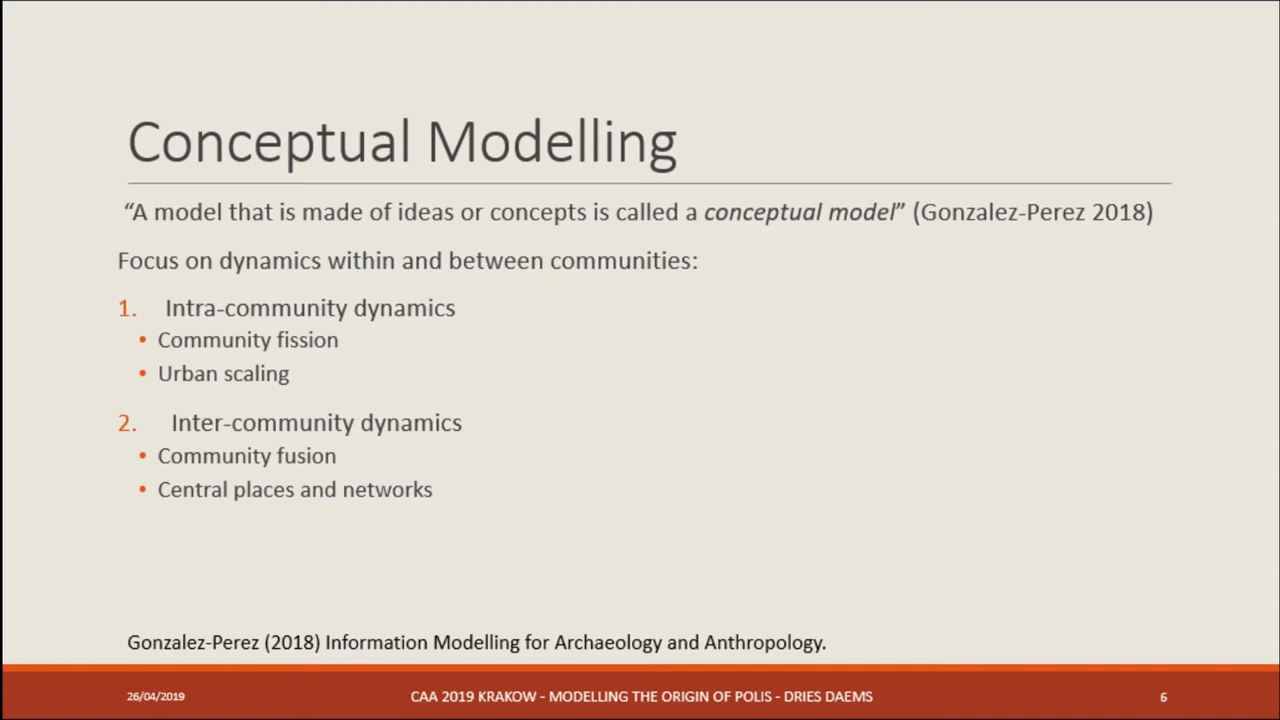 Conceptual Modelling
“A model that is made of ideas or concepts is called a conceptual model” (Gonzalez-Perez 2018)
Focus on dynamics within and between communities:
1. Intra-community dynamics
• Community fission
• Urban scaling
2. Inter-community dynamics
• Community fusion
• Central places and networks
Gonzalez-Perez (2018) Information Modelling for Archaeology and Anthropology.
26/04/2019 CAA 2019 KRAKOW - MODELLING THE ORIGIN OF POLIS - DRIES DAEMS 6